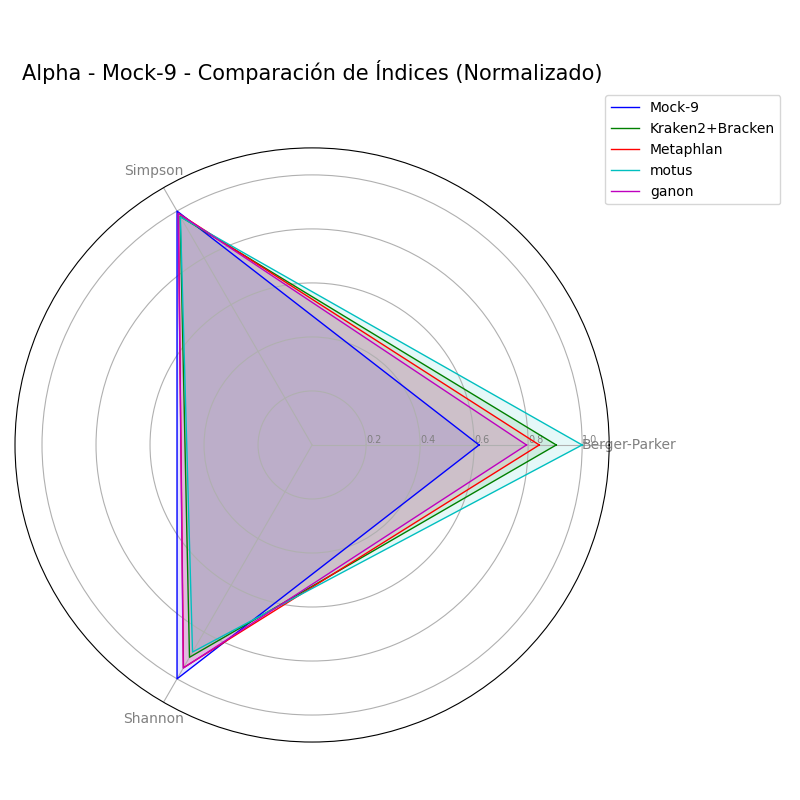 Alpha - Mock-9 - Comparación de Índices (Normalizado)
Mock-9
Kraken2+Bracken
Metaphlan
motus
ganon
Simpson
0.2
0.4
0.6
0.8
1.0
Berger-Parker
Shannon